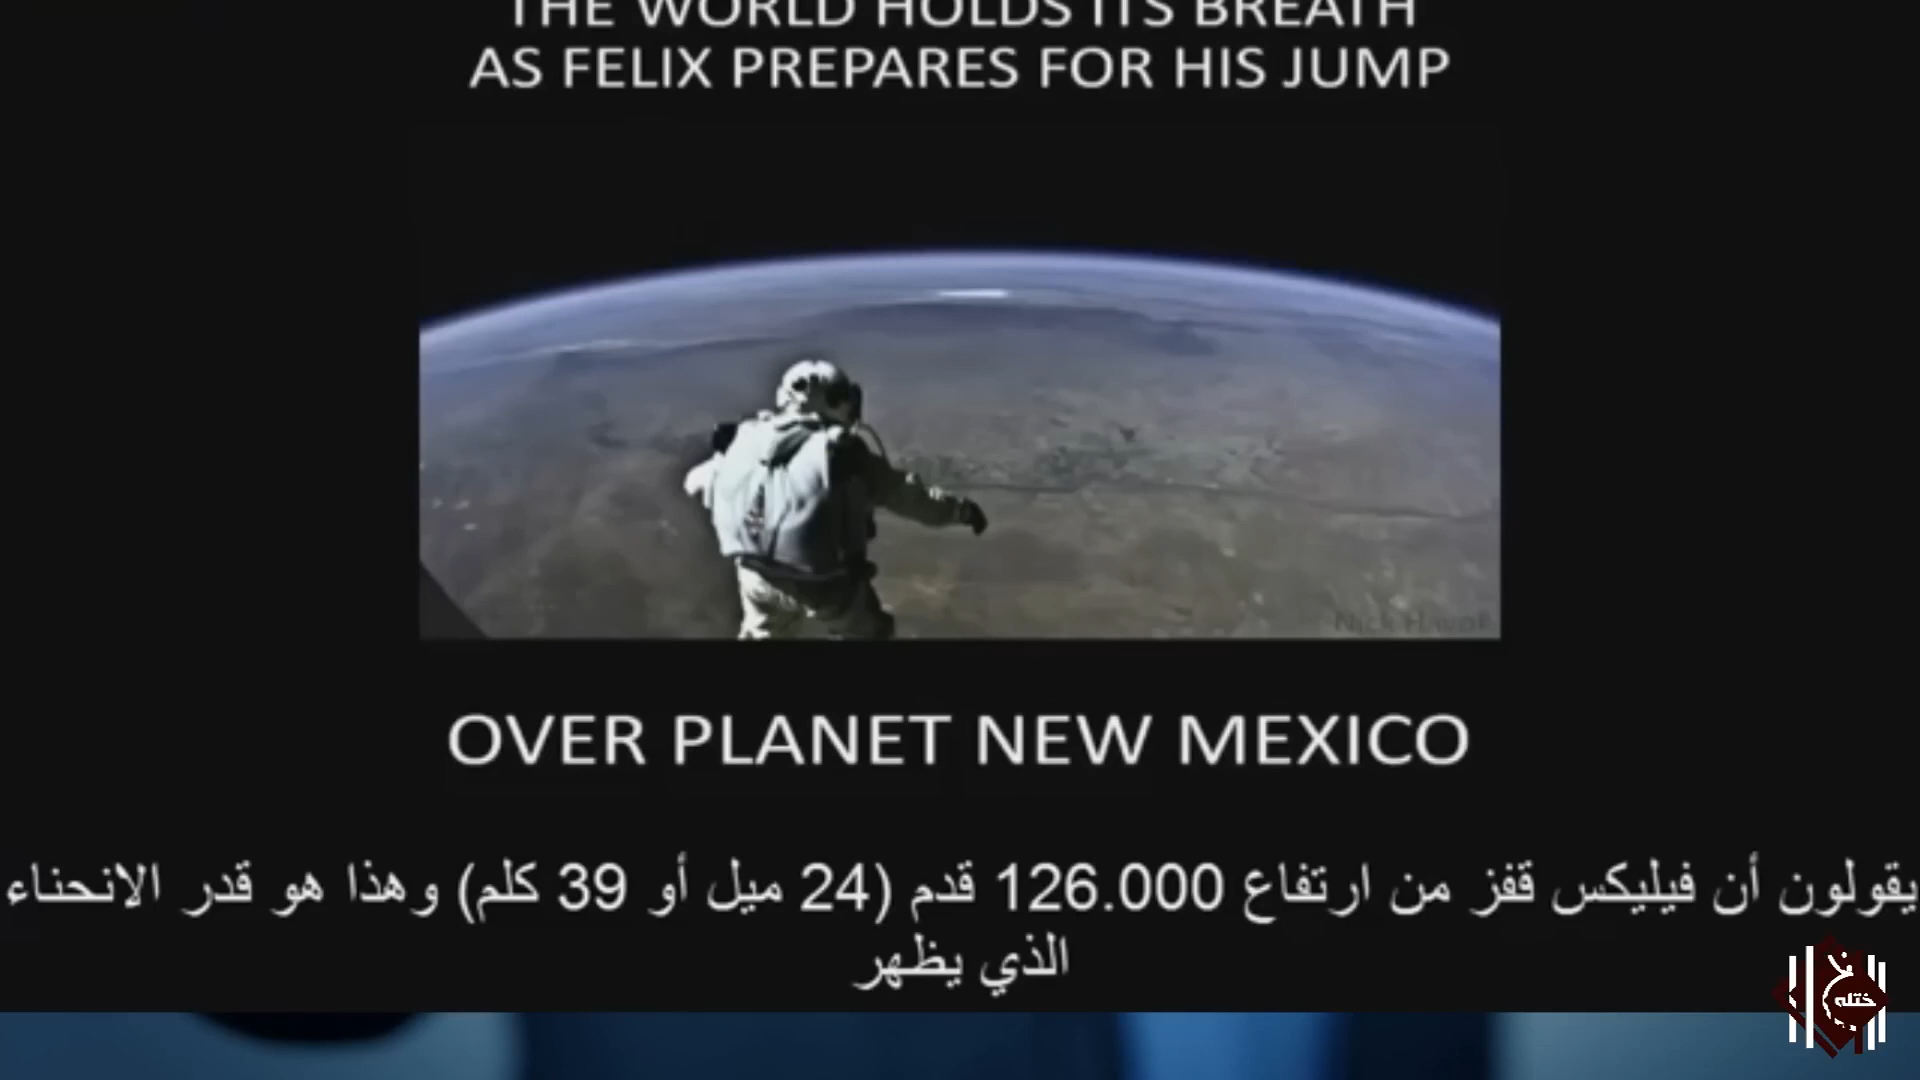 THE WORLD HOLDS ITS BREATH
AS FELIX PREPARES FOR HIS JUMP
OVER PLANET NEW MEXICO
يقولون أن فيليكس قفز من ارتفاع 126.000 قدم (24 ميل أو 39 كلم) وهذا هو قدر الانحناء
الذي يظهر
ختله